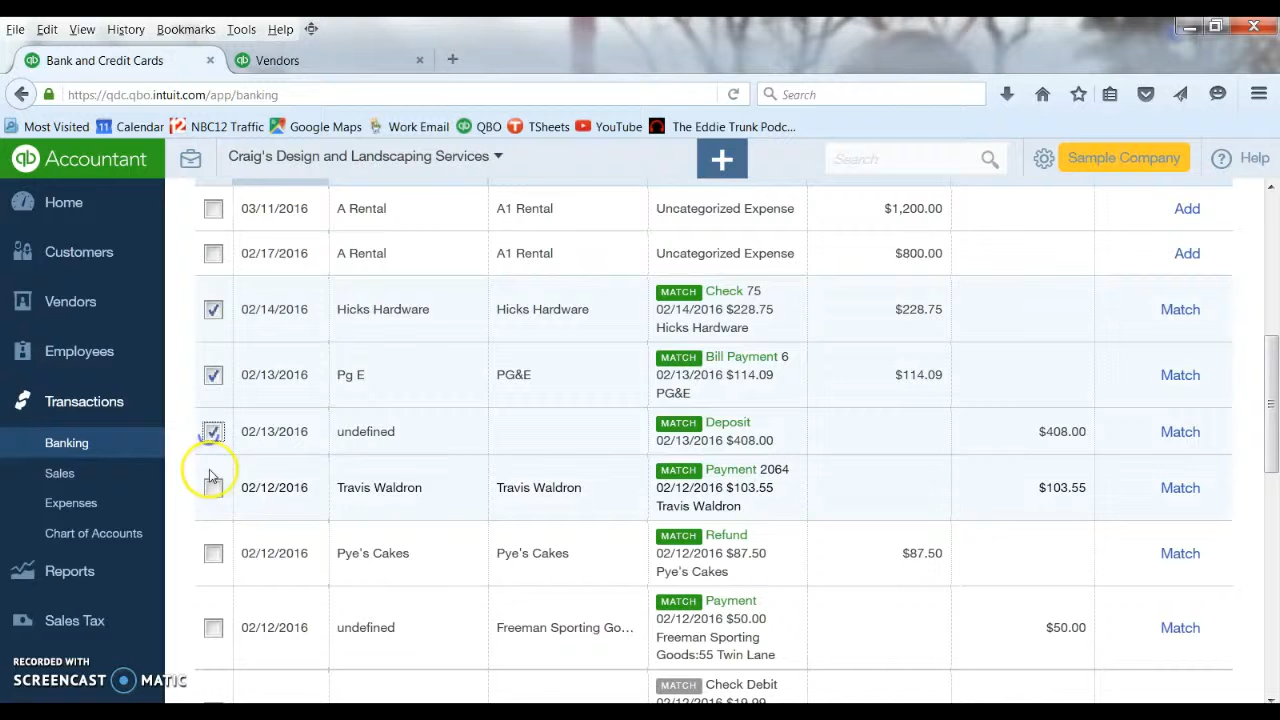 File Edit View History Bookmarks Tools Help
qb Bank and Credit Cards × qb Vendors × +
https://qdc.qbo.intuit.com/app/banking Search
Most Visited 11 Calendar NBC12 Traffic Google Maps Work Email qb QBO T TSheets YouTube The Eddie Trunk Podc...
qb Accountant Craig's Design and Landscaping Services + Search Sample Company ? Help
Home
Customers
Vendors
Employees
Transactions
Banking
Sales
Expenses
Chart of Accounts
Reports
Sales Tax
03/11/2016 A Rental A1 Rental Uncategorized Expense $1,200.00 Add
02/17/2016 A Rental A1 Rental Uncategorized Expense $800.00 Add
MATCH Check 75
02/14/2016 Hicks Hardware Hicks Hardware 02/14/2016 $228.75 $228.75 Match
Hicks Hardware
MATCH Bill Payment 6
02/13/2016 Pg E PG&E 02/13/2016 $114.09 $114.09 Match
PG&E
MATCH Deposit
02/13/2016 undefined $408.00 Match
02/13/2016 $408.00
MATCH Payment 2064
02/12/2016 Travis Waldron Travis Waldron 02/12/2016 $103.55 $103.55 Match
Travis Waldron
MATCH Refund
02/12/2016 Pye's Cakes Pye's Cakes 02/12/2016 $87.50 $87.50 Match
Pye's Cakes
MATCH Payment
02/12/2016 $50.00
02/12/2016 undefined Freeman Sporting Go... Freeman Sporting $50.00 Match
Goods:55 Twin Lane
MATCH Check Debit
RECORDED WITH
SCREENCAST MATIC